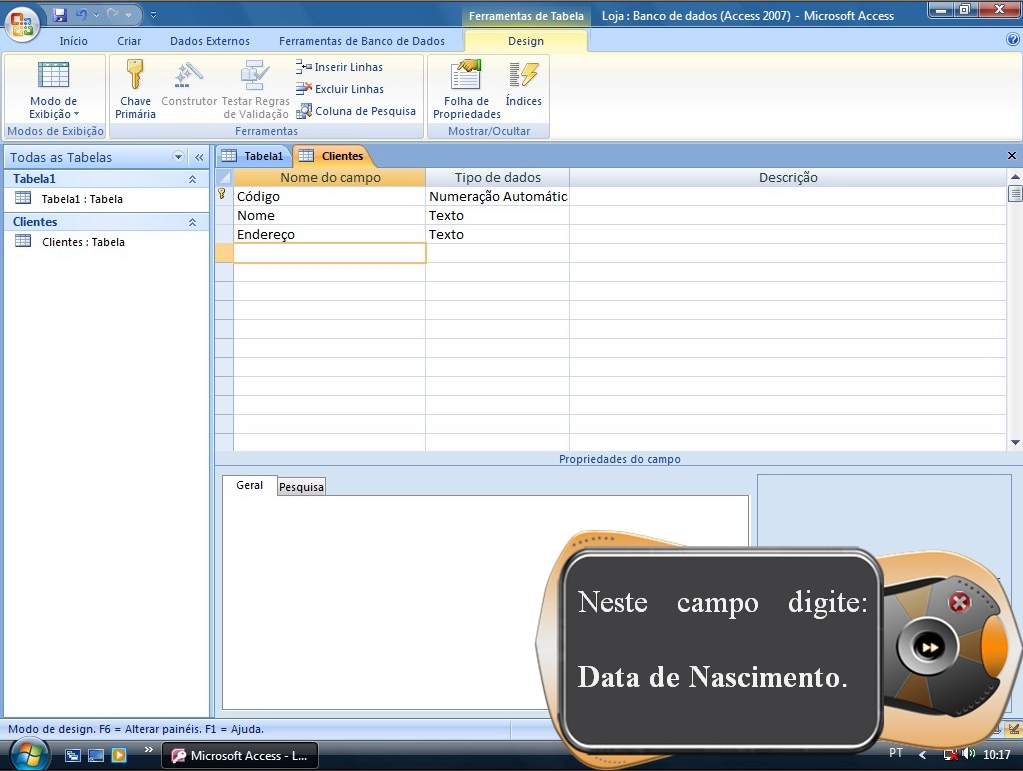 Ferramentas de Tabela
Loja : Banco de dados (Access 2007) - Microsoft Access
Início
Criar
Dados Externos
Ferramentas de Banco de Dados
Design
Modo de
Exibição
Modos de Exibição
Chave
Primária
Construtor
Testar Regras
de Validação
Inserir Linhas
Excluir Linhas
Coluna de Pesquisa
Ferramentas
Folha de
Propriedades
Índices
Mostrar/Ocultar
Todas as Tabelas
Tabela1
Tabela1 : Tabela
Clientes
Clientes : Tabela
Tabela1
Clientes
Nome do campo
Tipo de dados
Descrição
Código
Numeração Automátic
Nome
Texto
Endereço
Texto
Propriedades do campo
Geral
Pesquisa
Neste campo digite:
Data de Nascimento.
Modo de design. F6 = Alterar painéis. F1 = Ajuda.
Microsoft Access - L...
PT
10:17